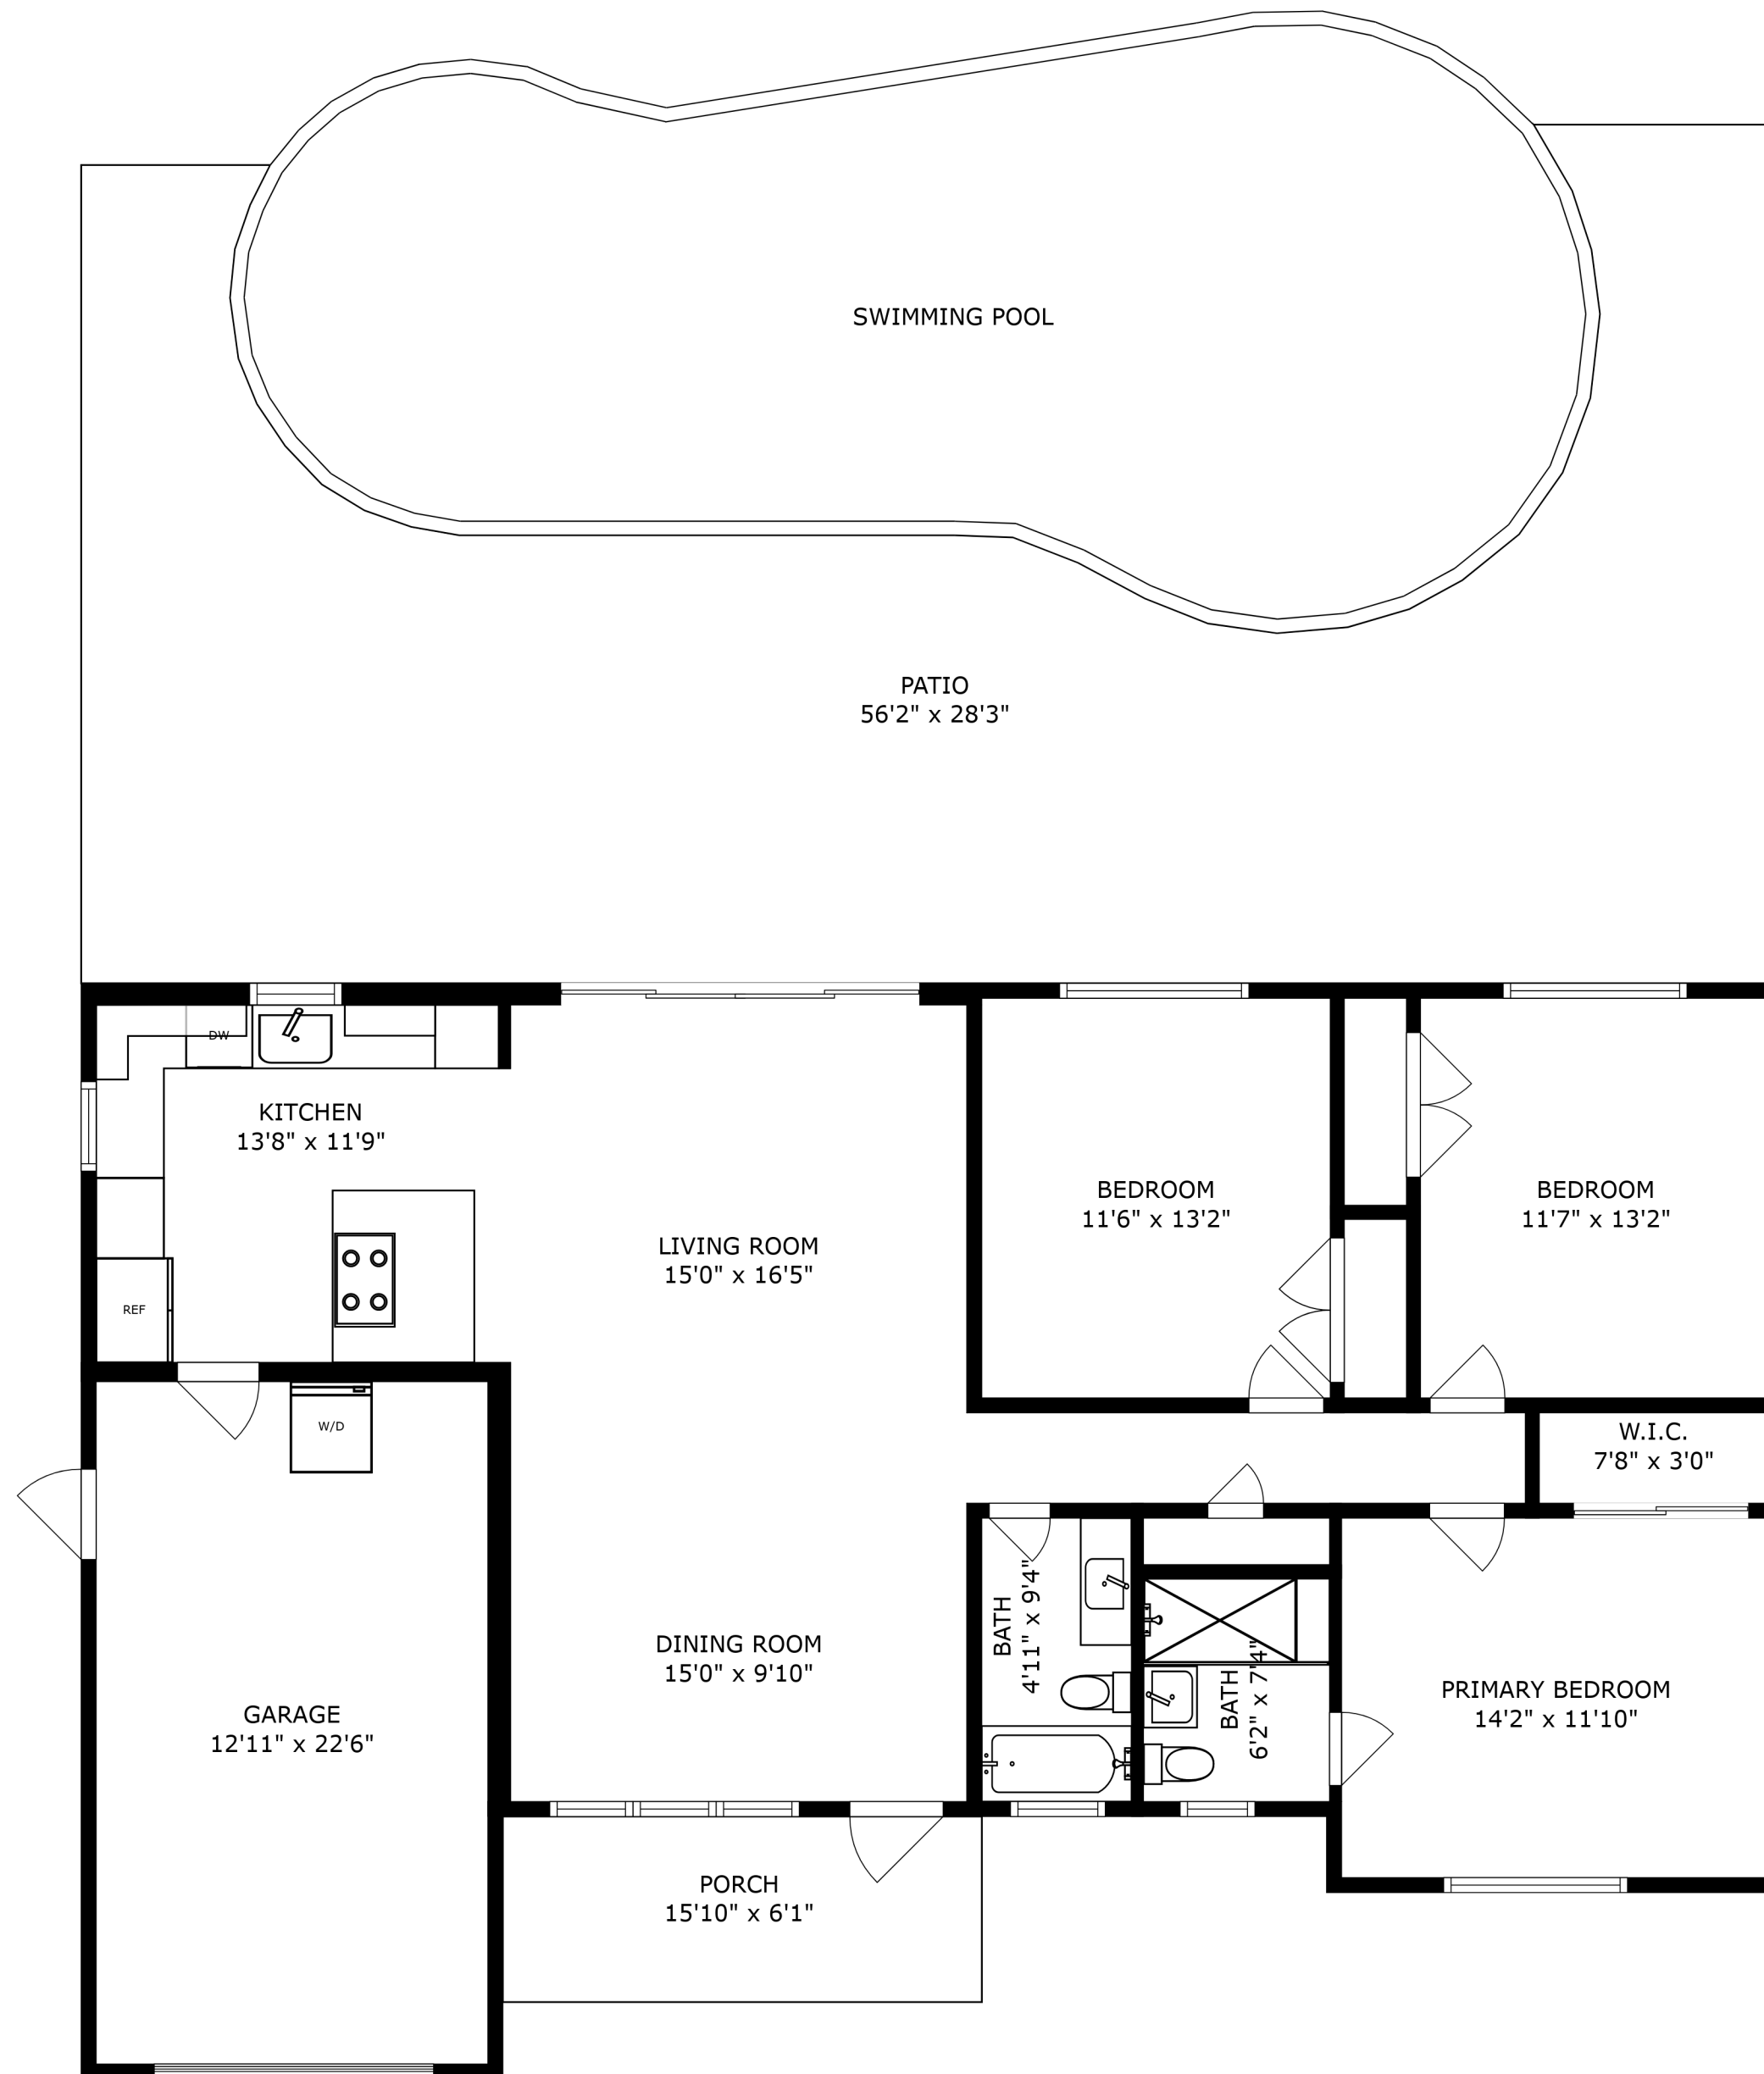 SWIMMING POOL
PATIO
56'2" x 28'3"
DW
KITCHEN
13'8" x 11'9"
BEDROOM
11'6" x 13'2"
BEDROOM
11'7" x 13'2"
LIVING ROOM
15'0" x 16'5"
REF
W/D
W.I.C.
7'8" x 3'0"
DINING ROOM
15'0" x 9'10"
BATH
4'11" x 9'4"
BATH
6'2" x 7'4"
PRIMARY BEDROOM
14'2" x 11'10"
GARAGE
12'11" x 22'6"
PORCH
15'10" x 6'1"